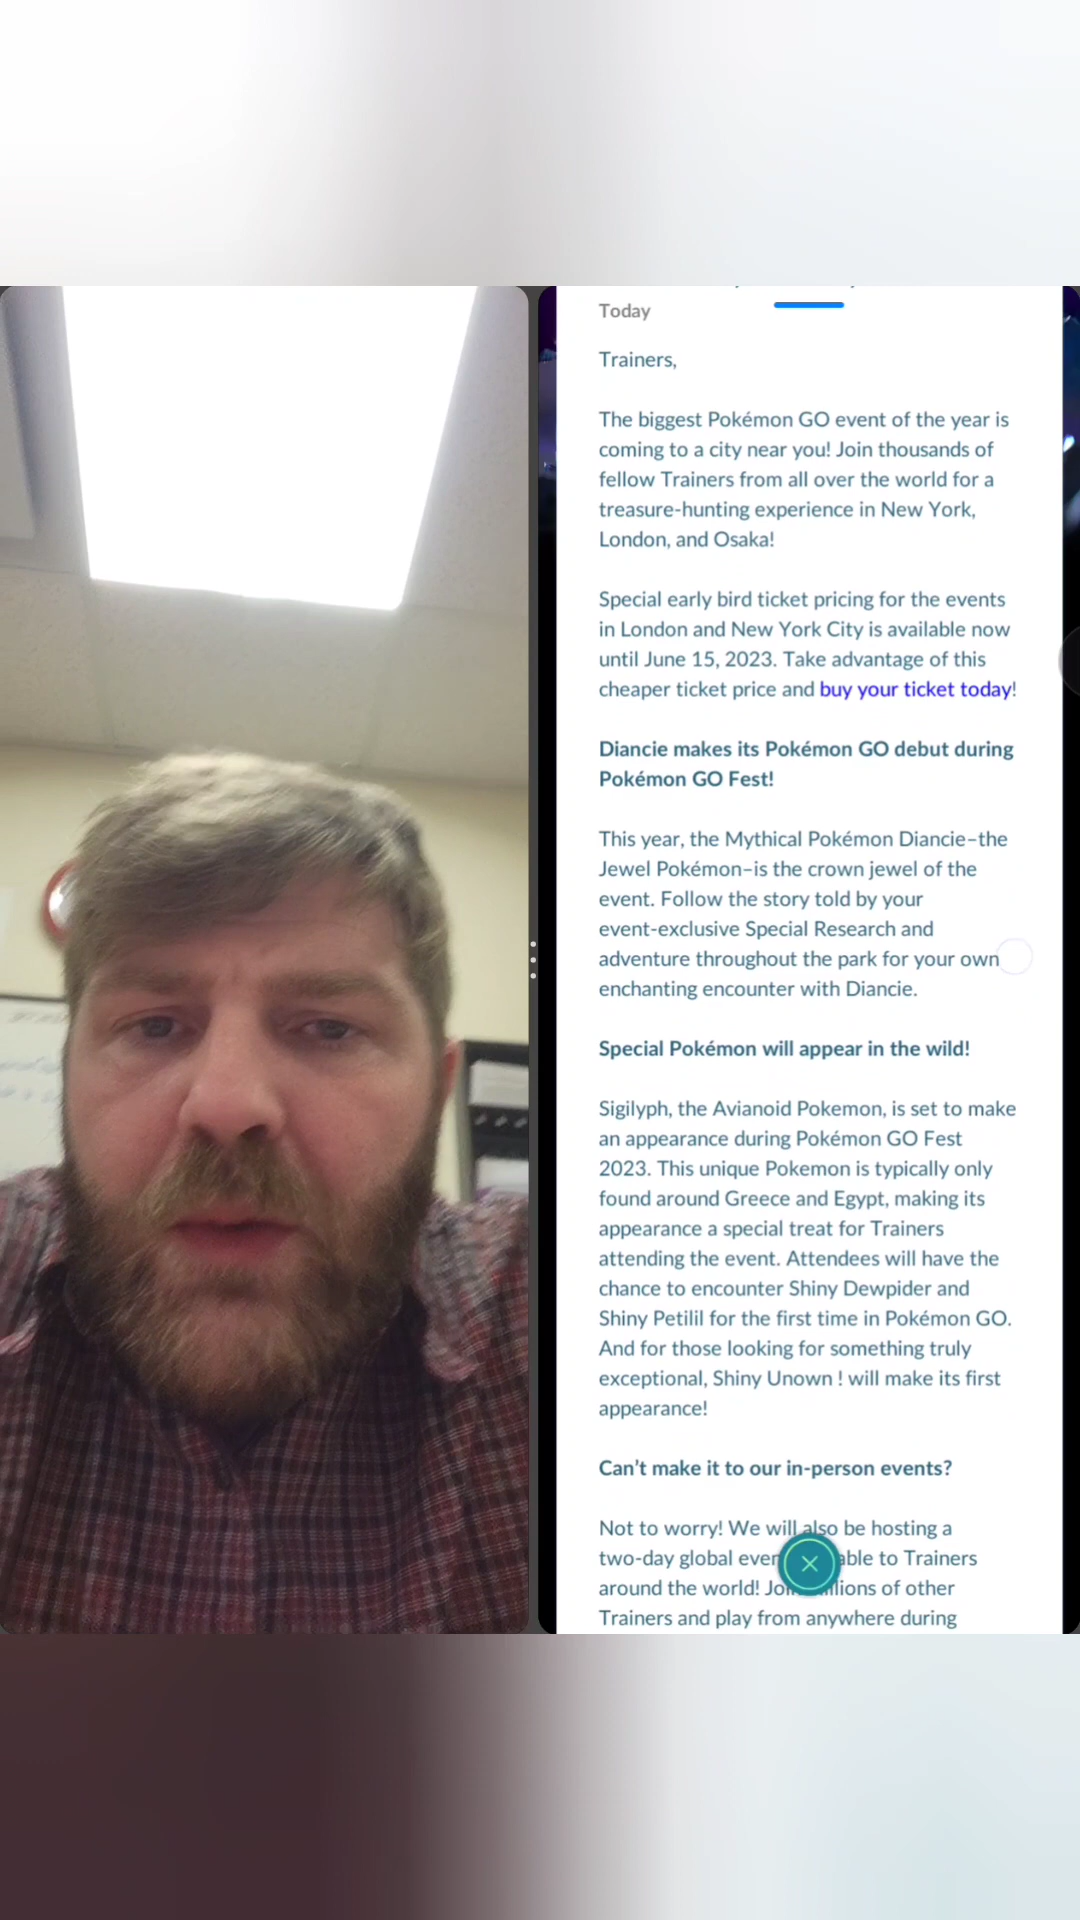 Today
Trainers,
The biggest Pokémon GO event of the year is
coming to a city near you! Join thousands of
fellow Trainers from all over the world for a
treasure-hunting experience in New York,
London, and Osaka!
Special early bird ticket pricing for the events
in London and New York City is available now
until June 15, 2023. Take advantage of this
cheaper ticket price and buy your ticket today!
Diancie makes its Pokémon GO debut during
Pokémon GO Fest!
This year, the Mythical Pokémon Diancie–the
Jewel Pokémon–is the crown jewel of the
event. Follow the story told by your
event-exclusive Special Research and
adventure throughout the park for your own
enchanting encounter with Diancie.
Special Pokémon will appear in the wild!
Sigilyph, the Avianoid Pokemon, is set to make
an appearance during Pokémon GO Fest
2023. This unique Pokemon is typically only
found around Greece and Egypt, making its
appearance a special treat for Trainers
attending the event. Attendees will have the
chance to encounter Shiny Dewpider and
Shiny Petilil for the first time in Pokémon GO.
And for those looking for something truly
exceptional, Shiny Unown ! will make its first
appearance!
Can't make it to our in-person events?
Not to worry! We will also be hosting a
two-day global to Trainers
around the world! of other
Trainers and play from anywhere during